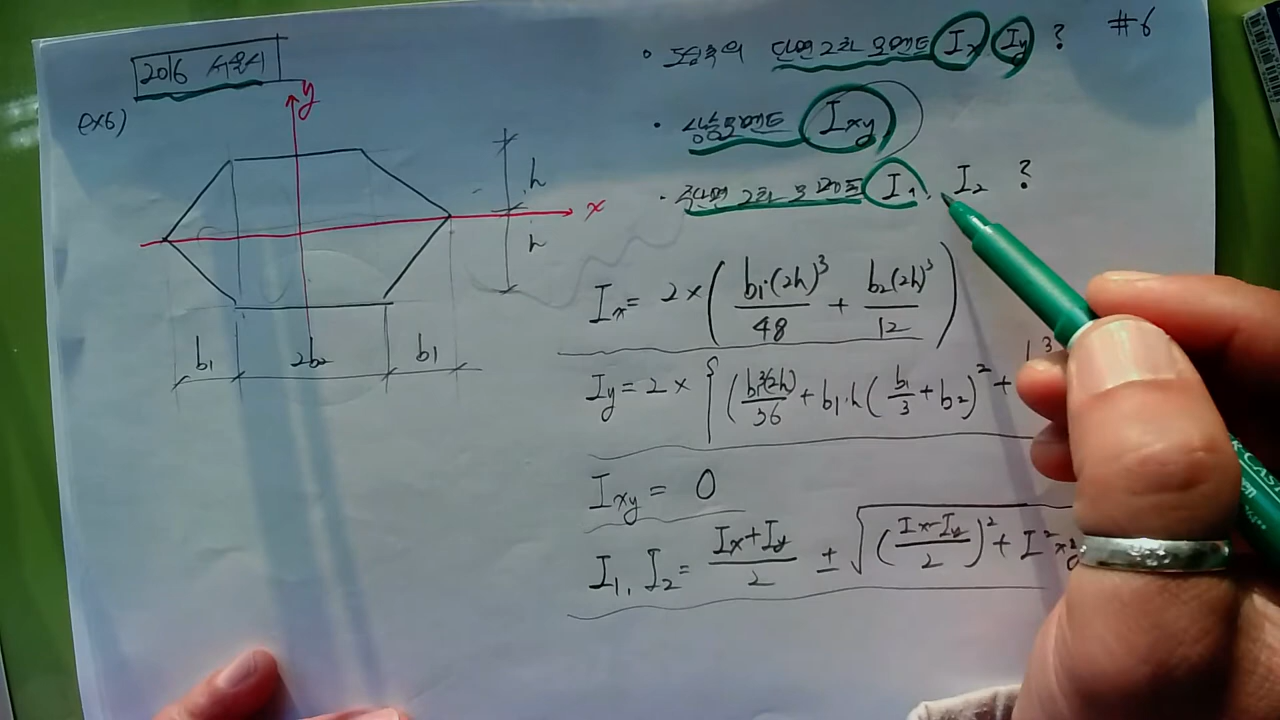 2016 서울시
ex6)
y
x
h
h
b₁ 2b₂ b₁
#6
• 도심축의 단면 2차 모멘트 Ix Iy ?
• 상승모멘트 Ixy
• 주단면 2차 모멘트 I₁, I₂ ?
Ix = 2×( b₁·(2h)³/48 + b₂(2h)³/12 )
Iy = 2× { (b₁³(2h)/36 + b₁·h(b₁/3 + b₂)² +
Ixy = 0
I₁, I₂ = (Ix+Iy)/2 ± √((Ix-Iy)/2)² + I²xy